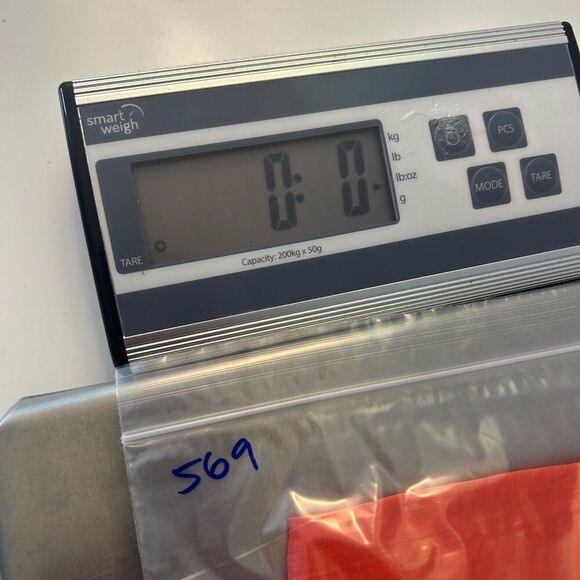 smart
weigh
0: 0
kg
lb
lb:oz
g
TARE
Capacity: 200kg x 50g
PCS
MODE
TARE
569